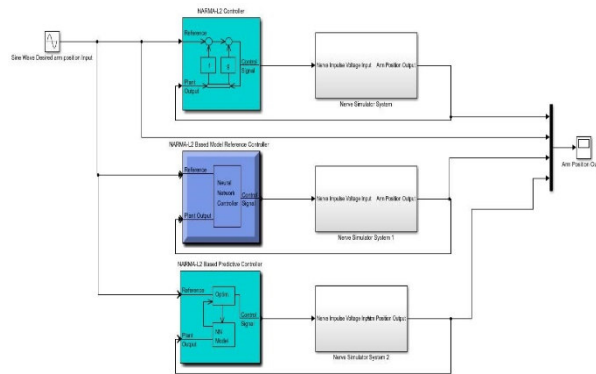 NARMA-L2 Controller
Reference
f
g
Plant
Output
Control
Signal
Sine Wave Desired arm position Input
Nerve Impulse Voltage Input
Arm Position Output
Nerve Simulator System
NARMA-L2 Based Model Reference Controller
Reference
Neural
Network
Controller
Control
Signal
Plant Output
Nerve Impulse Voltage Input
Arm Position Output
Nerve Simulator System 1
Arm Position Ou
NARMA-L2 Based Predictive Controller
Reference
Optim.
NN
Model
Control
Signal
Plant
Output
Nerve Impulse Voltage Input
Arm Position Output
Nerve Simulator System 2